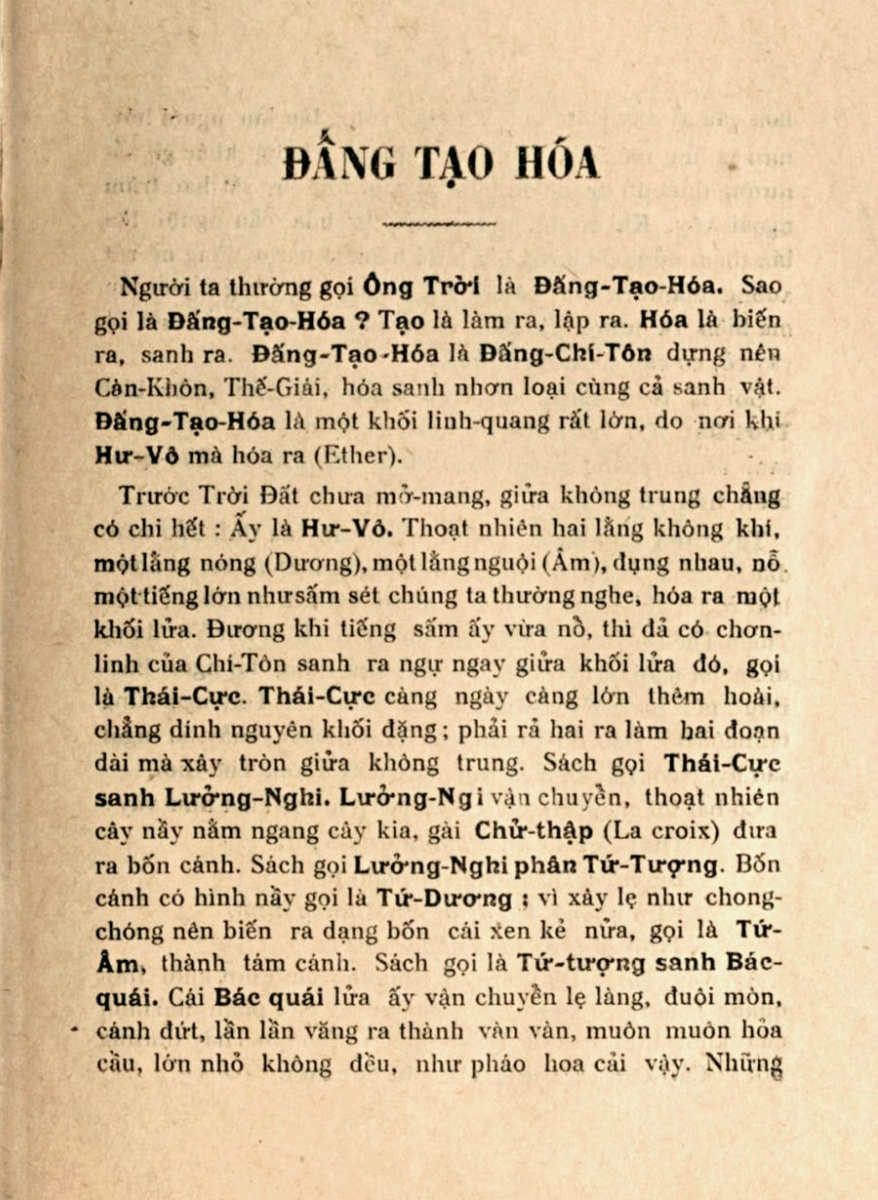 ĐẤNG TẠO HÓA
Người ta thường gọi Ông Trời là Đấng-Tạo-Hóa. Sao
gọi là Đấng-Tạo-Hóa ? Tạo là làm ra, lập ra. Hóa là biến
ra, sanh ra. Đấng-Tạo-Hóa là Đấng-Chí-Tôn dựng nên
Càn-Khôn, Thế-Giái, hóa sanh nhơn loại cùng cả sanh vật.
Đấng-Tạo-Hóa là một khối linh-quang rất lớn, do nơi khí
Hư-Vô mà hóa ra (Ether).
Trước Trời Đất chưa mở-mang, giữa không trung chẳng
có chi hết : Ấy là Hư-Vô. Thoạt nhiên hai lằng không khí,
một lằng nóng (Dương), một lằng nguội (Âm), dụng nhau, nỗ
một tiếng lớn như sấm sét chúng ta thường nghe, hóa ra một
khối lửa. Đương khi tiếng sấm ấy vừa nổ, thì đả có chơn-
linh của Chí-Tôn sanh ra ngự ngay giửa khối lửa đó, gọi
là Thái-Cực. Thái-Cực càng ngày càng lớn thêm hoài,
chẳng dính nguyên khối đặng ; phải rả hai ra làm hai đoạn
dài mà xây tròn giửa không trung. Sách gọi Thái-Cực
sanh Lưởng-Nghi. Lưởng-Ngi vận chuyển, thoạt nhiên
cây nầy nằm ngang cây kia, gài Chử-thập (La croix) đưa
ra bốn cánh. Sách gọi Lưởng-Nghi phân Tứ-Tượng. Bốn
cánh có hình nầy gọi là Tứ-Dương ; vì xây lẹ như chong-
chóng nên biến ra dạng bốn cái xen kẻ nửa, gọi là Tứ-
Âm, thành tám cánh. Sách gọi là Tứ-tượng sanh Bác-
quái. Cái Bác quái lửa ấy vận chuyển lẹ làng, đuôi mòn,
cánh dứt, lần lần văng ra thành vàn vàn, muôn muôn hỏa
cầu, lớn nhỏ không đều, như pháo hoa cải vậy. Những